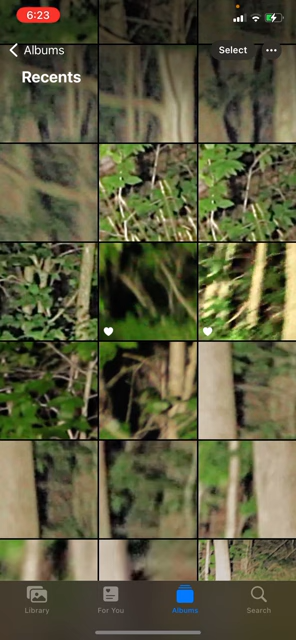 6:23
Albums
Select
Recents
Library
For You
Albums
Search